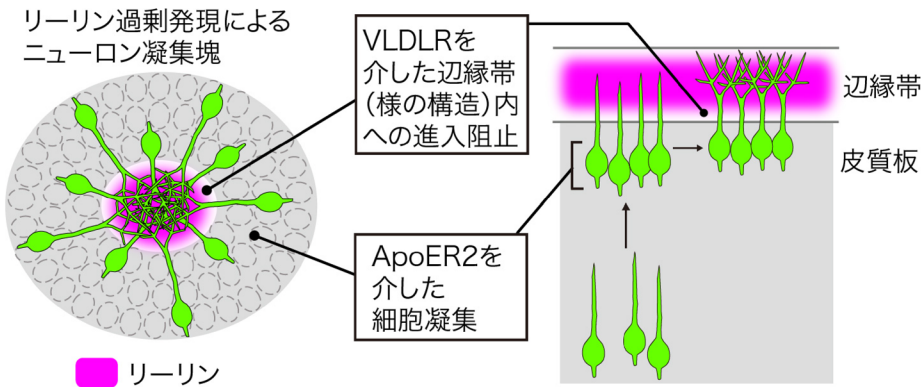 リーリン過剰発現による
ニューロン凝集塊
VLDLRを
介した辺縁帯
(様の構造)内
への進入阻止
辺縁帯
皮質板
ApoER2を
介した
細胞凝集
リーリン